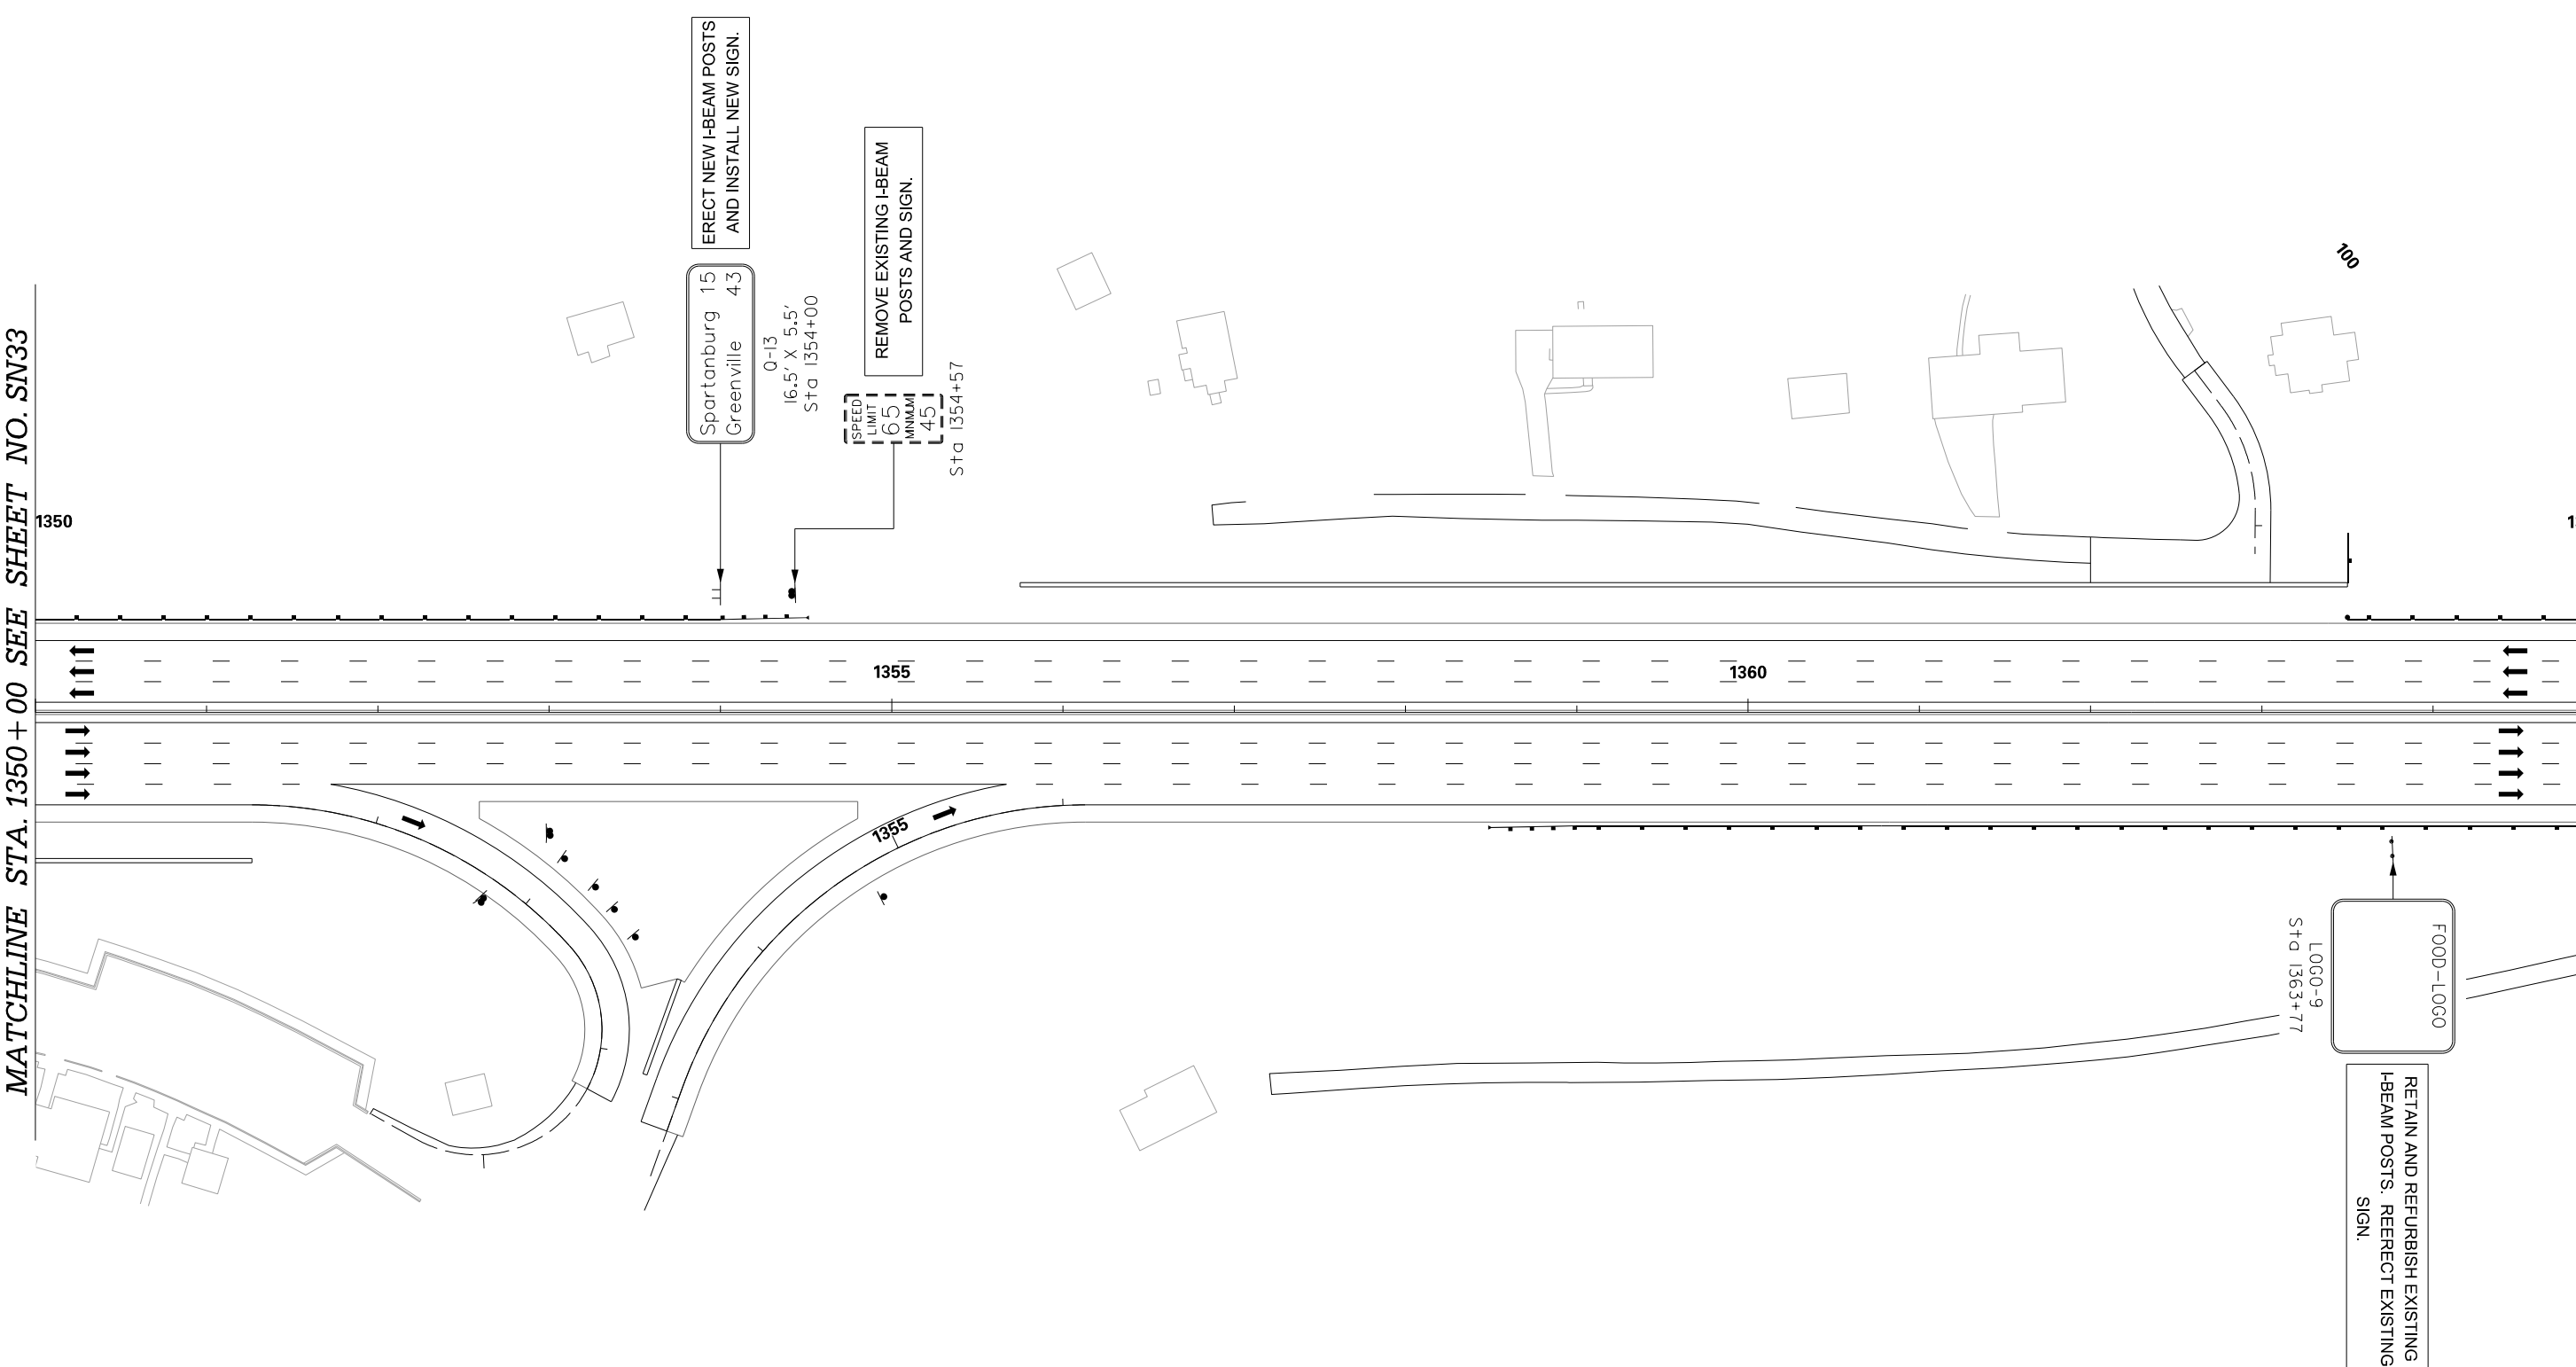 MATCHLINE STA. 1350+00 SEE SHEET NO. SN33
1350
ERECT NEW I-BEAM POSTS
AND INSTALL NEW SIGN.
Spartanburg 15
Greenville 43
Q-13
16.5' X 5.5'
Sta 1354+00
REMOVE EXISTING I-BEAM
POSTS AND SIGN.
SPEED
LIMIT
65
MNMUM
45
Sta 1354+57
100
1355
1360
1355
FOOD-LOGO
LOGO-9
Sta 1363+77
RETAIN AND REFURBISH EXISTING
I-BEAM POSTS. REERECT EXISTING
SIGN.